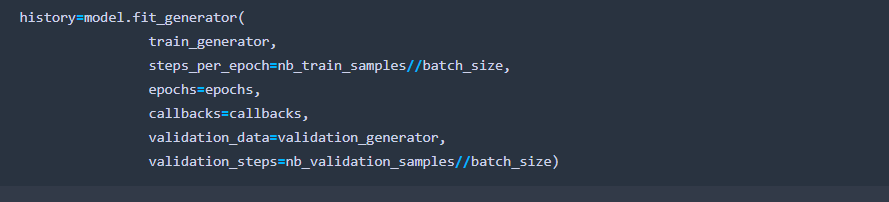 history=model.fit_generator(
train_generator,
steps_per_epoch=nb_train_samples//batch_size,
epochs=epochs,
callbacks=callbacks,
validation_data=validation_generator,
validation_steps=nb_validation_samples//batch_size)